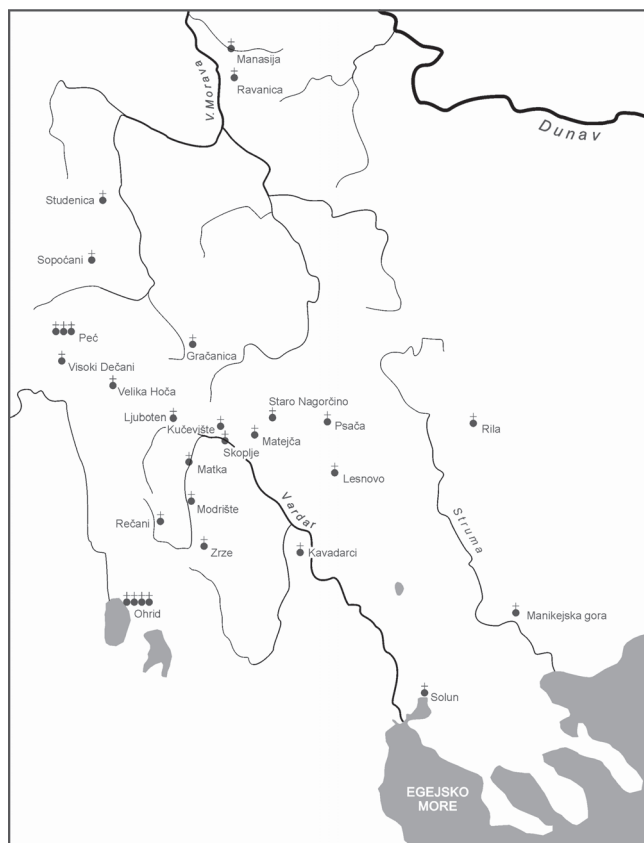 Manasija
Ravanica
V. Morava
Dunav
Studenica
Sopoćani
Peć
Gračanica
Visoki Dečani
Velika Hoča
Staro Nagorčino
Ljuboten
Kučevište
Psača
Rila
Matejča
Skoplje
Matka
Lesnovo
Modrište
Vardar
Struma
Rečani
Zrze
Kavadarci
Ohrid
Manikejska gora
Solun
EGEJSKO
MORE